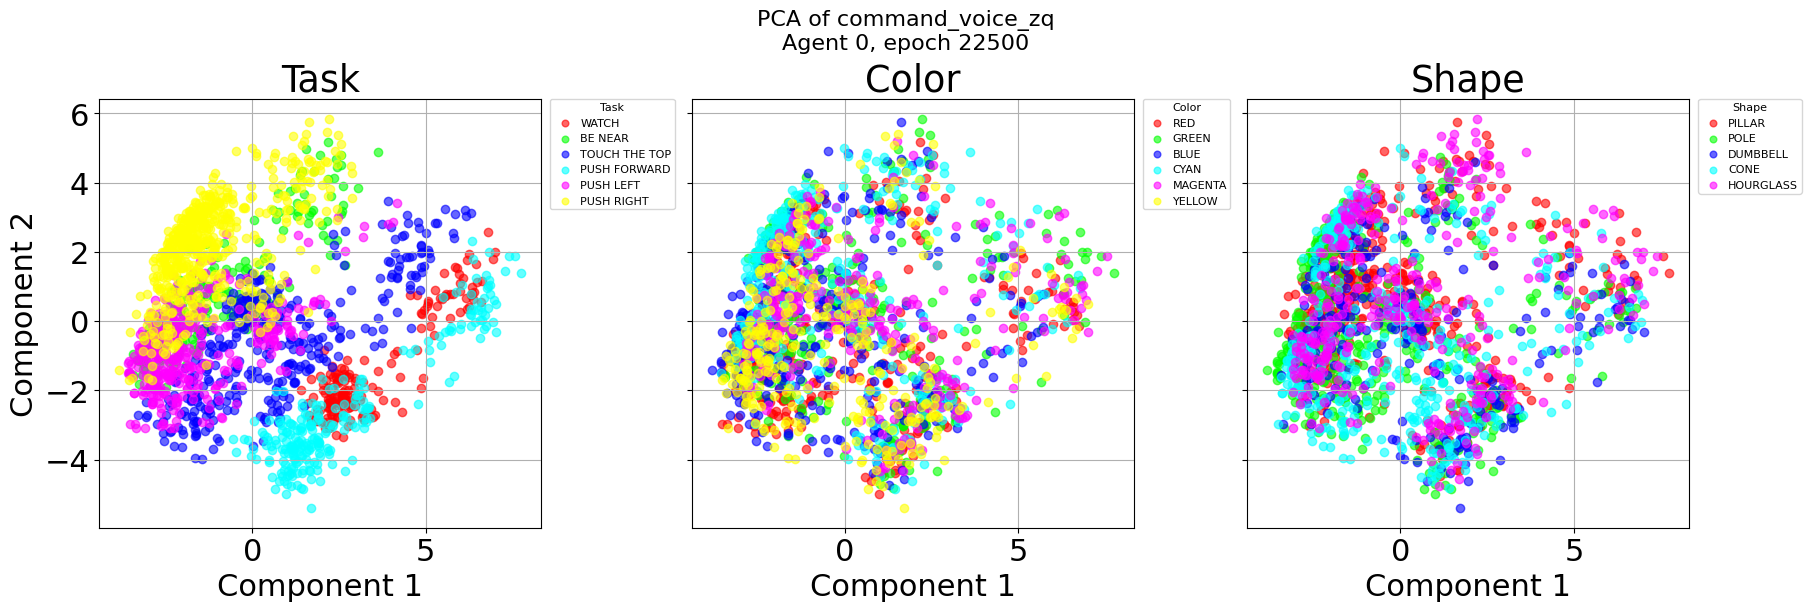 PCA of command_voice_zq
Agent 0, epoch 22500
Task
Component 2
6
4
2
0
−2
−4
0 5
Component 1
Task
WATCH
BE NEAR
TOUCH THE TOP
PUSH FORWARD
PUSH LEFT
PUSH RIGHT
Color
0 5
Component 1
Color
RED
GREEN
BLUE
CYAN
MAGENTA
YELLOW
Shape
0 5
Component 1
Shape
PILLAR
POLE
DUMBBELL
CONE
HOURGLASS